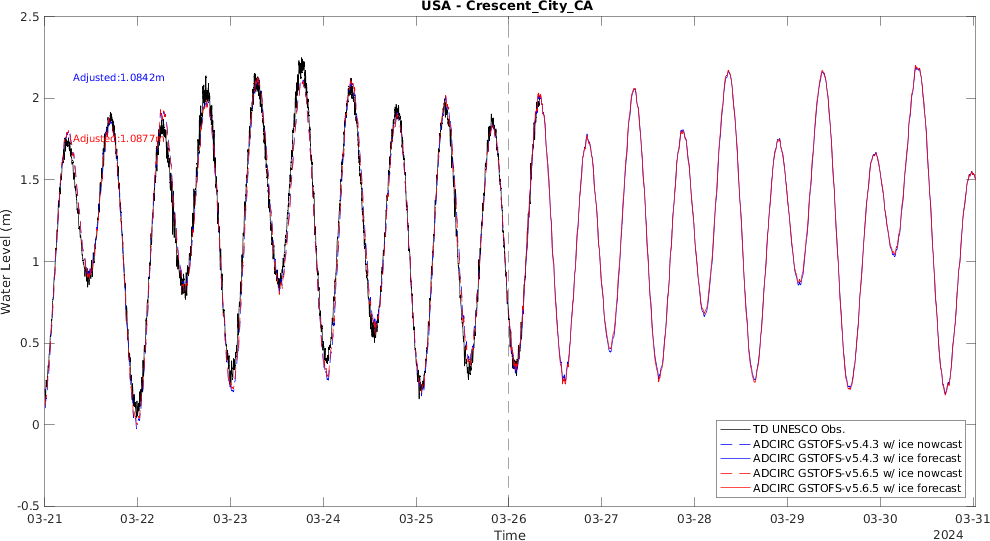 USA - Crescent_City_CA
2.5
2
1.5
1
0.5
0
-0.5
Water Level (m)
Adjusted:1.0842m
Adjusted:1.0877m
TD UNESCO Obs.
ADCIRC GSTOFS-v5.4.3 w/ ice nowcast
ADCIRC GSTOFS-v5.4.3 w/ ice forecast
ADCIRC GSTOFS-v5.6.5 w/ ice nowcast
ADCIRC GSTOFS-v5.6.5 w/ ice forecast
03-21 03-22 03-23 03-24 03-25 03-26 03-27 03-28 03-29 03-30 03-31
Time
2024